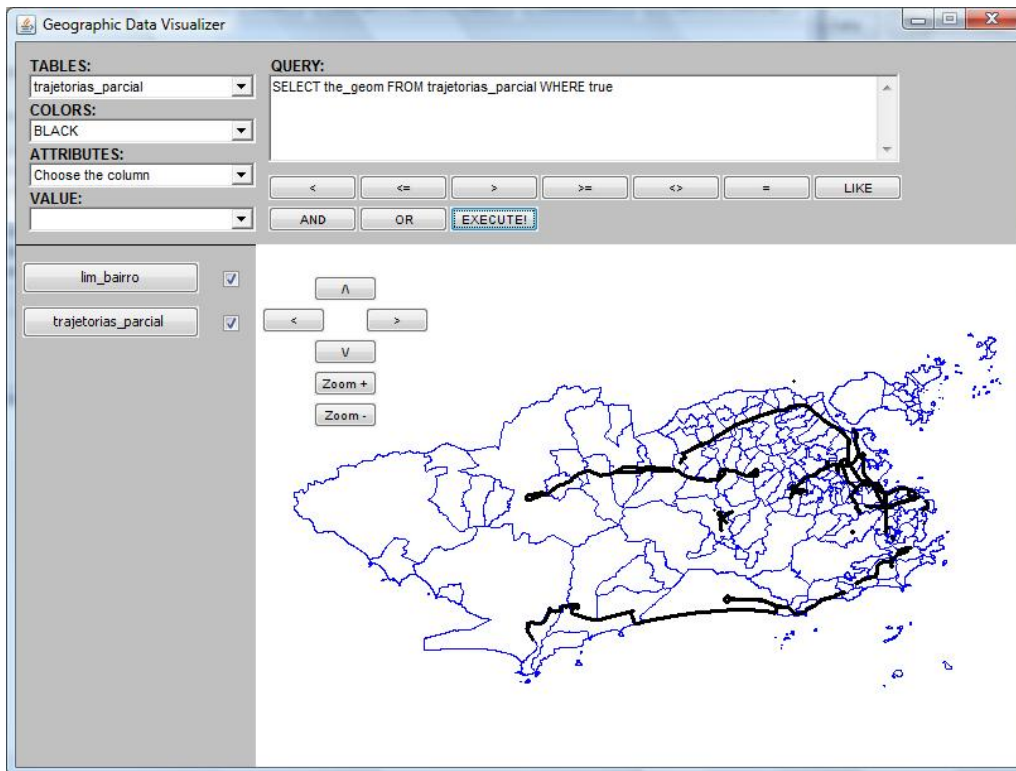 Geographic Data Visualizer
TABLES:
trajetorias_parcial
COLORS:
BLACK
ATTRIBUTES:
Choose the column
VALUE:
QUERY:
SELECT the_geom FROM trajetorias_parcial WHERE true
< <= > >= <> = LIKE
AND OR EXECUTE!
lim_bairro
trajetorias_parcial
/\
< >
V
Zoom +
Zoom -